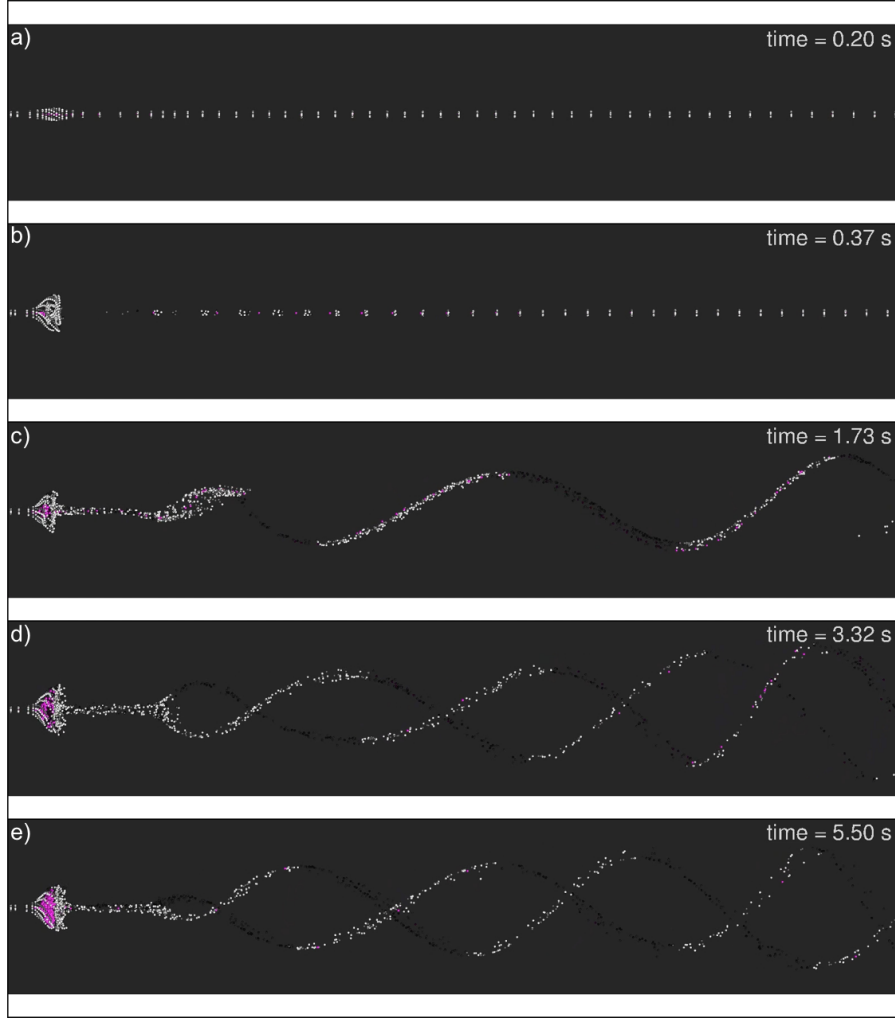 a)
time = 0.20 s
b)
time = 0.37 s
c)
time = 1.73 s
d)
time = 3.32 s
e)
time = 5.50 s